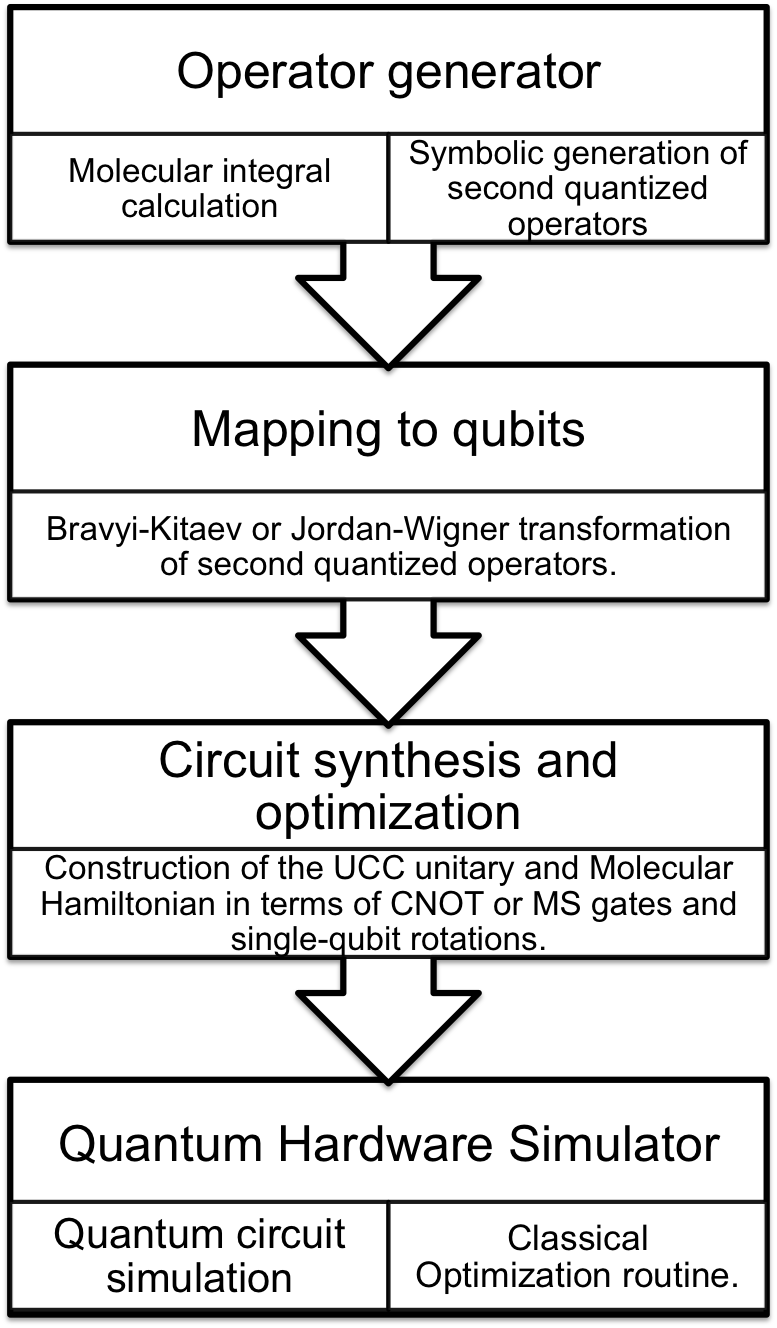 Operator generator
Molecular integral
calculation
Symbolic generation of
second quantized
operators
Mapping to qubits
Bravyi-Kitaev or Jordan-Wigner transformation
of second quantized operators.
Circuit synthesis and
optimization
Construction of the UCC unitary and Molecular
Hamiltonian in terms of CNOT or MS gates and
single-qubit rotations.
Quantum Hardware Simulator
Quantum circuit
simulation
Classical
Optimization routine.